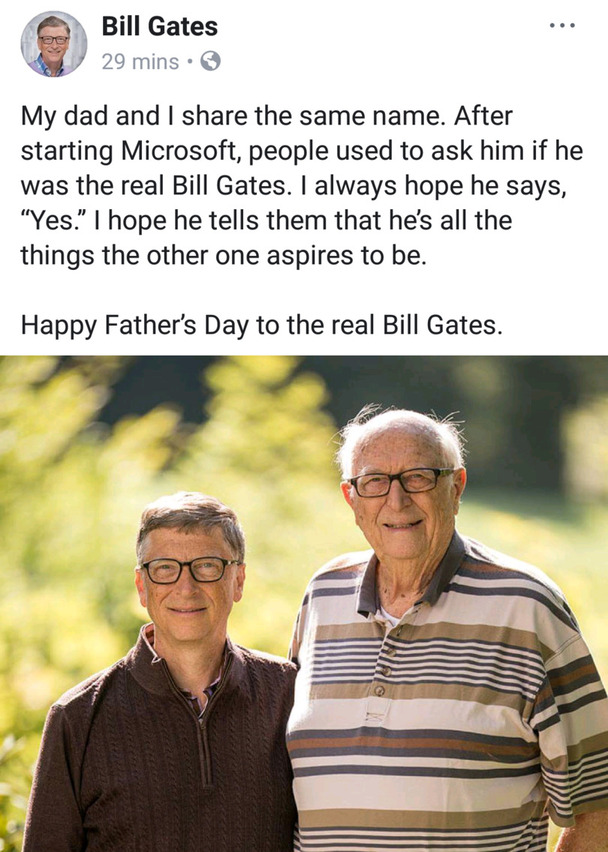 Bill Gates
29 mins •
My dad and I share the same name. After
starting Microsoft, people used to ask him if he
was the real Bill Gates. I always hope he says,
“Yes.” I hope he tells them that he’s all the
things the other one aspires to be.
Happy Father’s Day to the real Bill Gates.